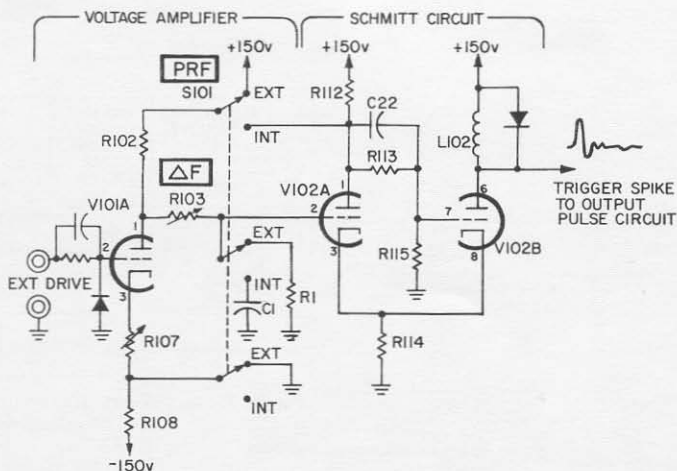 VOLTAGE AMPLIFIER
SCHMITT CIRCUIT
+150v
+150v
+150v
PRF
S101
EXT
INT
R112
C22
L102
R102
R113
ΔF
R103
V101A
V102A
V102B
1
2
3
1
2
3
6
7
8
TRIGGER SPIKE
TO OUTPUT
PULSE CIRCUIT
EXT DRIVE
EXT
INT
C1
R1
R115
R107
EXT
INT
R114
R108
-150v